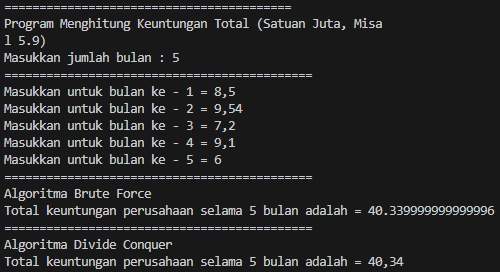 =========================================
Program Menghitung Keuntungan Total (Satuan Juta, Misa
l 5.9)
Masukkan jumlah bulan : 5
============================================
Masukkan untuk bulan ke - 1 = 8,5
Masukkan untuk bulan ke - 2 = 9,54
Masukkan untuk bulan ke - 3 = 7,2
Masukkan untuk bulan ke - 4 = 9,1
Masukkan untuk bulan ke - 5 = 6
============================================
Algoritma Brute Force
Total keuntungan perusahaan selama 5 bulan adalah = 40.339999999999996
============================================
Algoritma Divide Conquer
Total keuntungan perusahaan selama 5 bulan adalah = 40,34